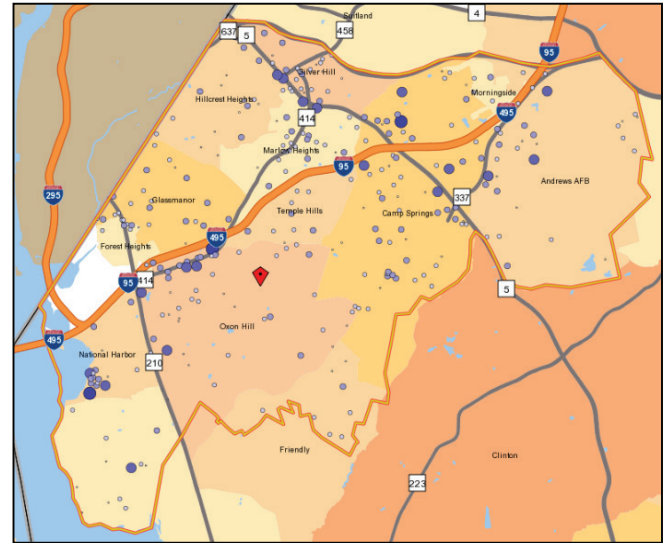 Suitland
4
637
5
458
95
Silver Hill
Hillcrest Heights
Morningside
495
414
Marlow Heights
95
Andrews AFB
295
337
Glassmanor
Temple Hills
Camp Springs
495
Forest Heights
95
414
5
Oxon Hill
495
National Harbor
210
Friendly
Clinton
223